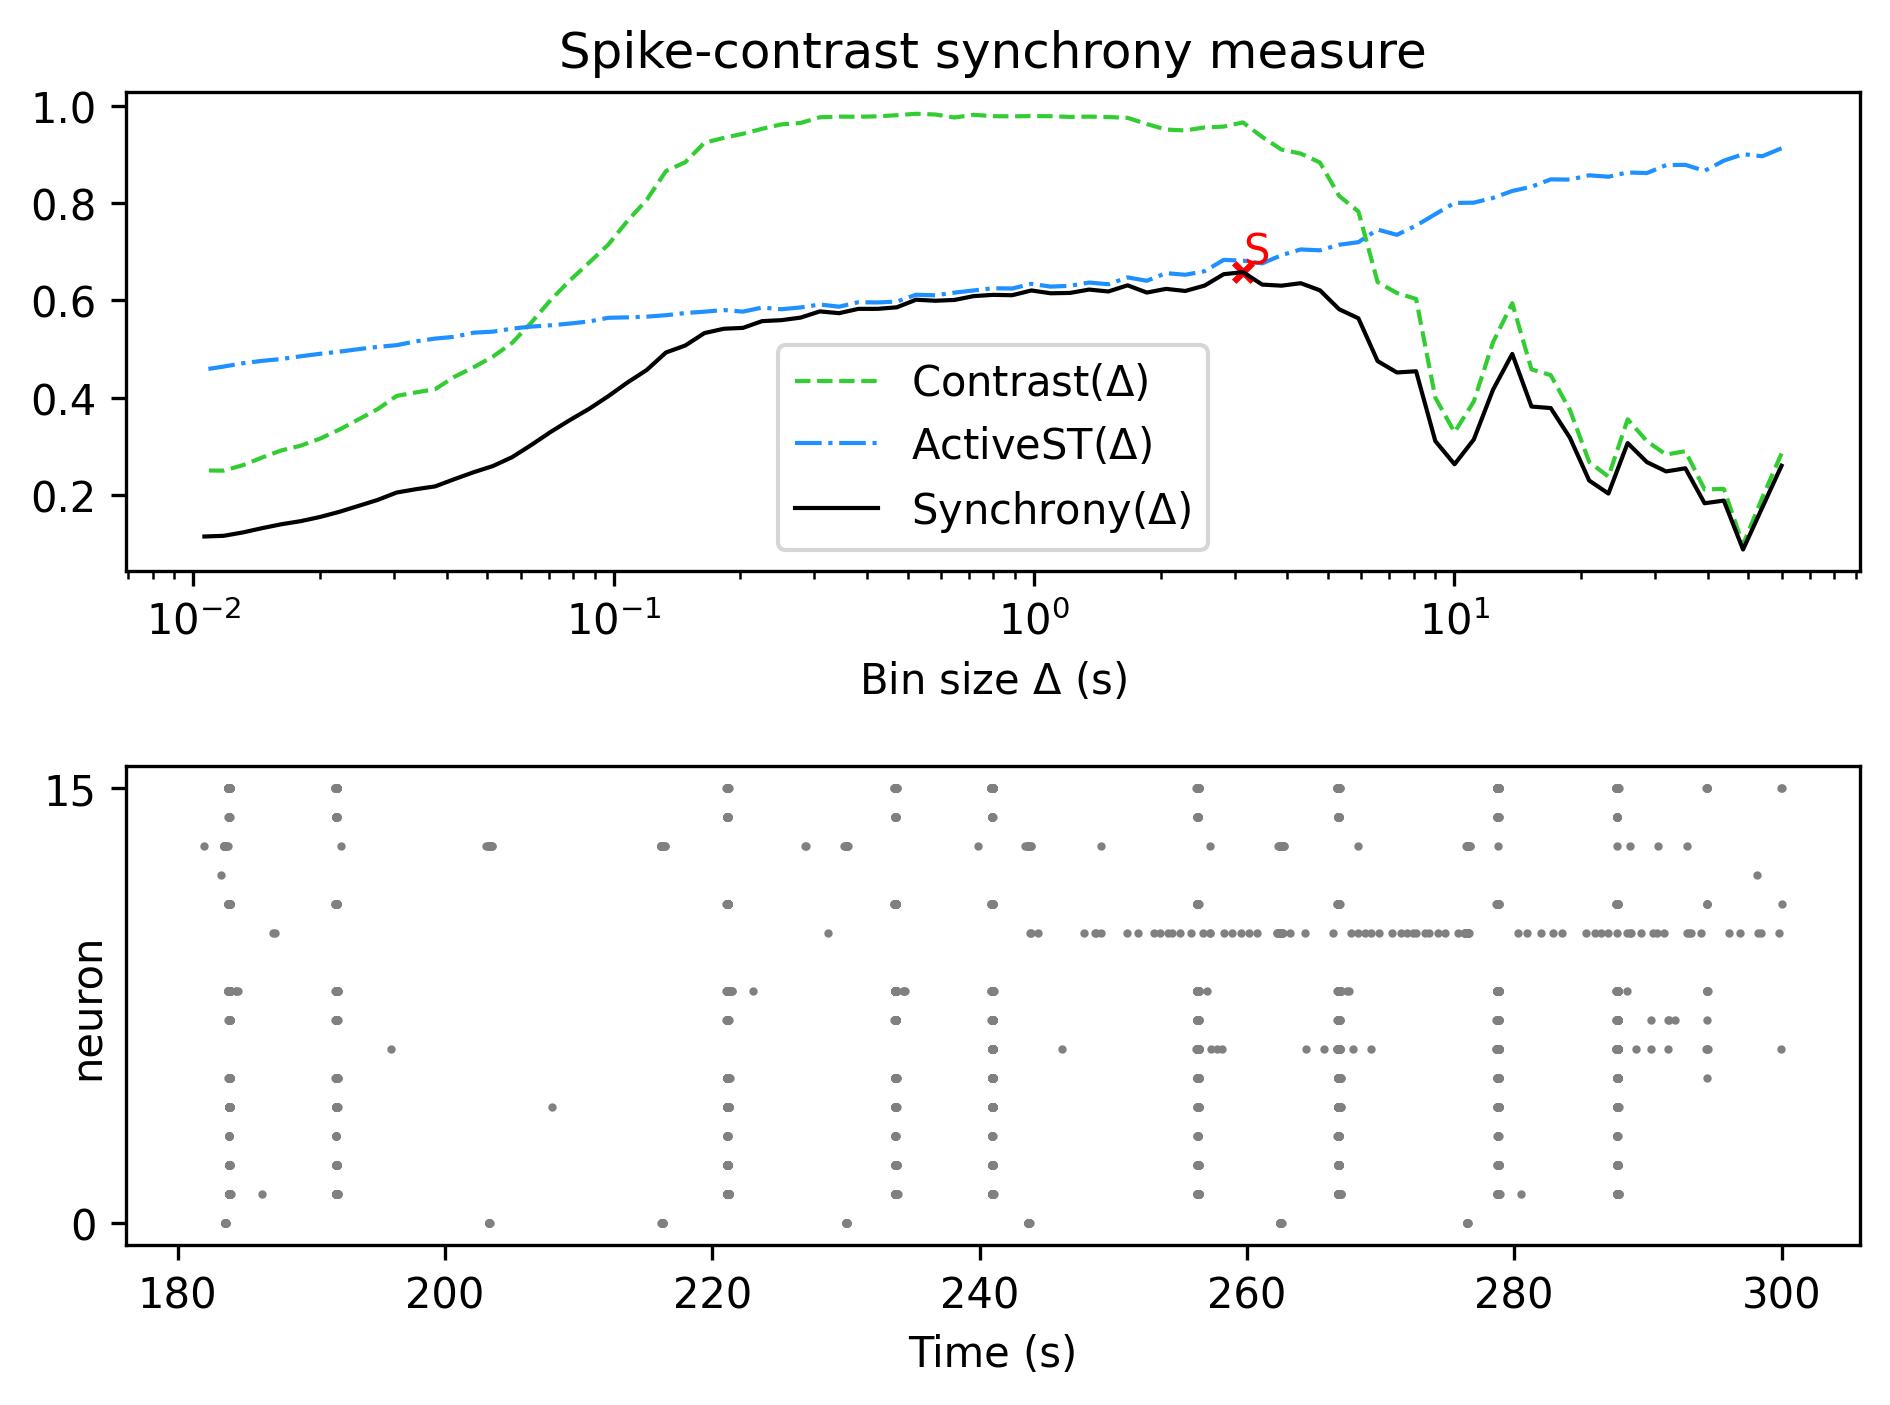 Spike-contrast synchrony measure
1.0
0.8
0.6
0.4
0.2
S
Contrast(Δ)
ActiveST(Δ)
Synchrony(Δ)
10⁻² 10⁻¹ 10⁰ 10¹
Bin size Δ (s)
15
neuron
0
180 200 220 240 260 280 300
Time (s)